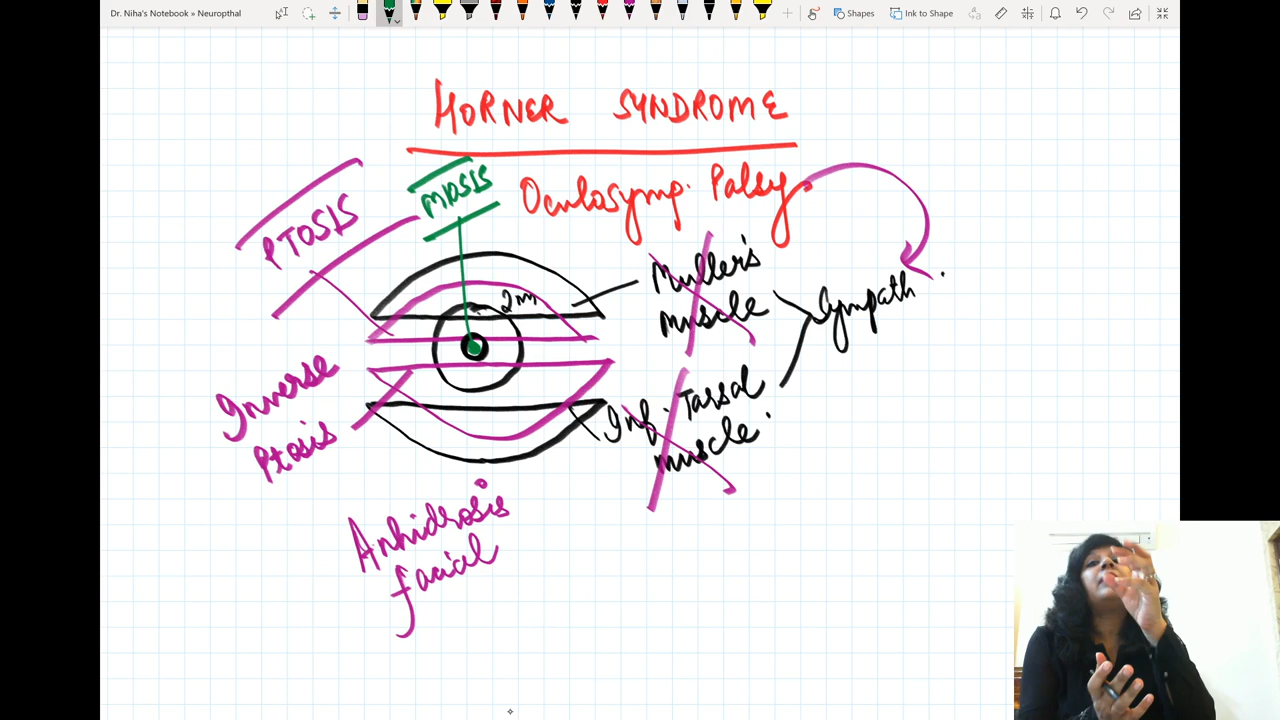 Dr. Niha's Notebook » Neuropthal
Shapes
Ink to Shape
HORNER SYNDROME
Oculosymp. Palsy
PTOSIS
MIOSIS
2m
Muller's
muscle
Sympath.
Inf. Tarsal
muscle
Inverse
Ptosis
Anhidrosis
facial